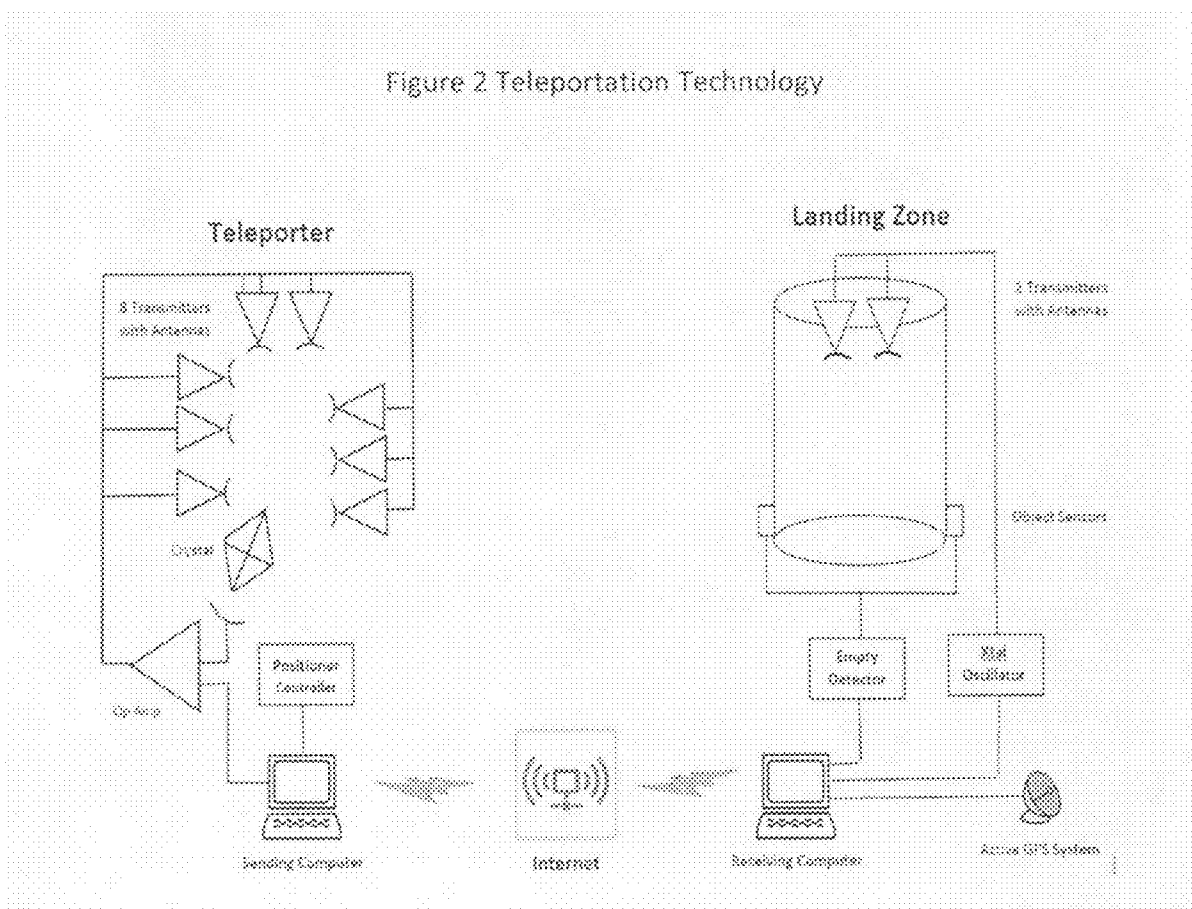 Figure 2 Teleportation Technology
Teleporter
8 Transmitters
with Antennas
Crystal
Op Amp
Positioner
Controller
Sending Computer
Internet
Landing Zone
Transmitters
with Antennas
Object Sensors
Empty
Detector
Xtal
Oscillator
Receiving Computer
Active GPS System